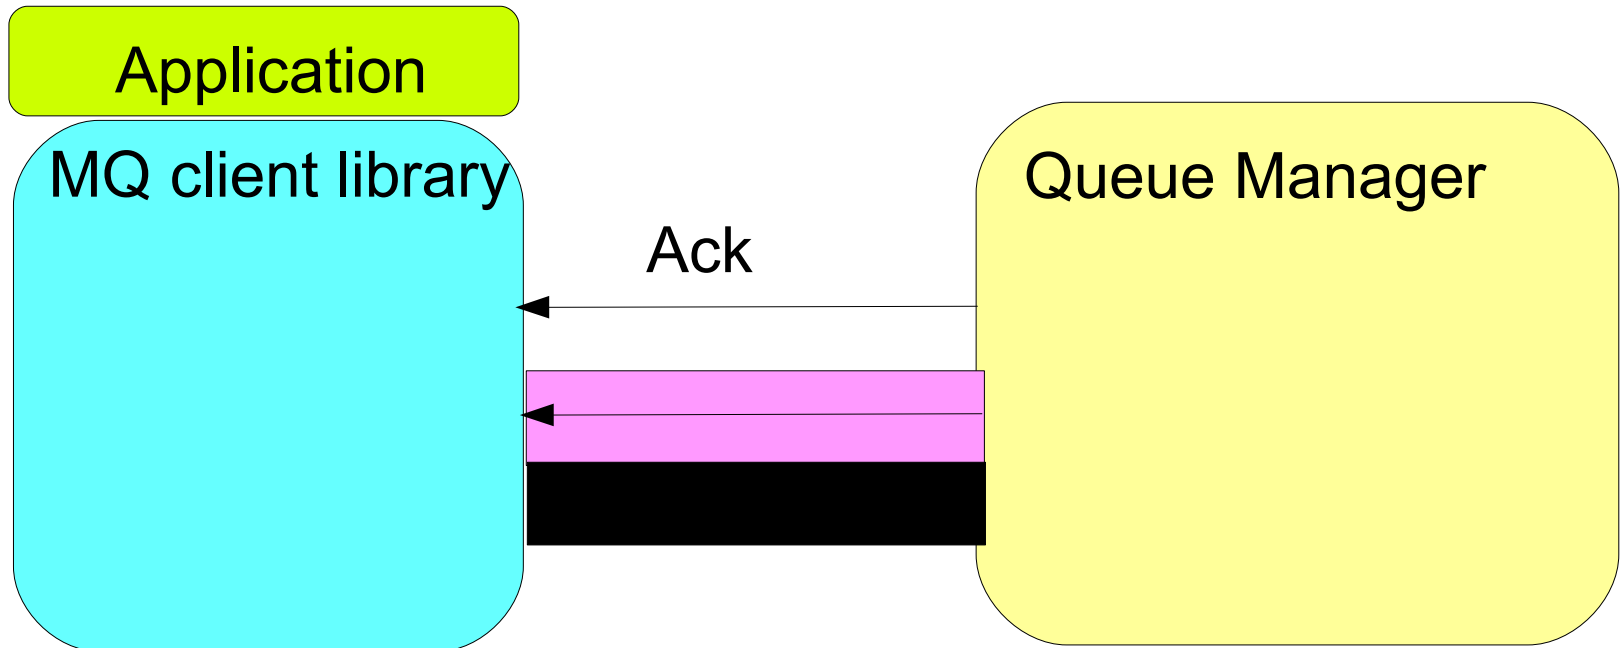 Application
MQ client library
Queue Manager
Ack